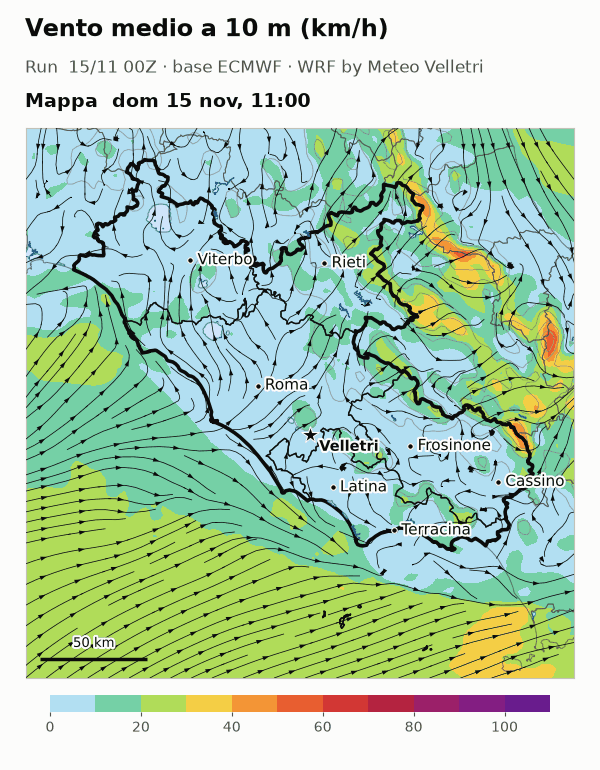 Vento medio a 10 m (km/h)
Run 15/11 00Z · base ECMWF · WRF by Meteo Velletri
Mappa dom 15 nov, 11:00
Viterbo
Rieti
Roma
Velletri
Frosinone
Latina
Cassino
Terracina
50 km
0 20 40 60 80 100